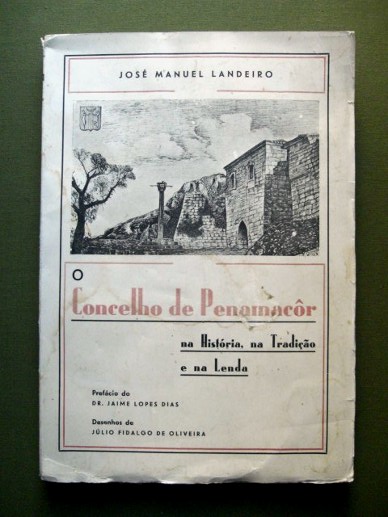 JOSÉ MANUEL LANDEIRO
O
Concelho de Penamacôr
na História, na Tradição
e na Lenda
Prefácio do
DR. JAIME LOPES DIAS
Desenhos de
JÚLIO FIDALGO DE OLIVEIRA